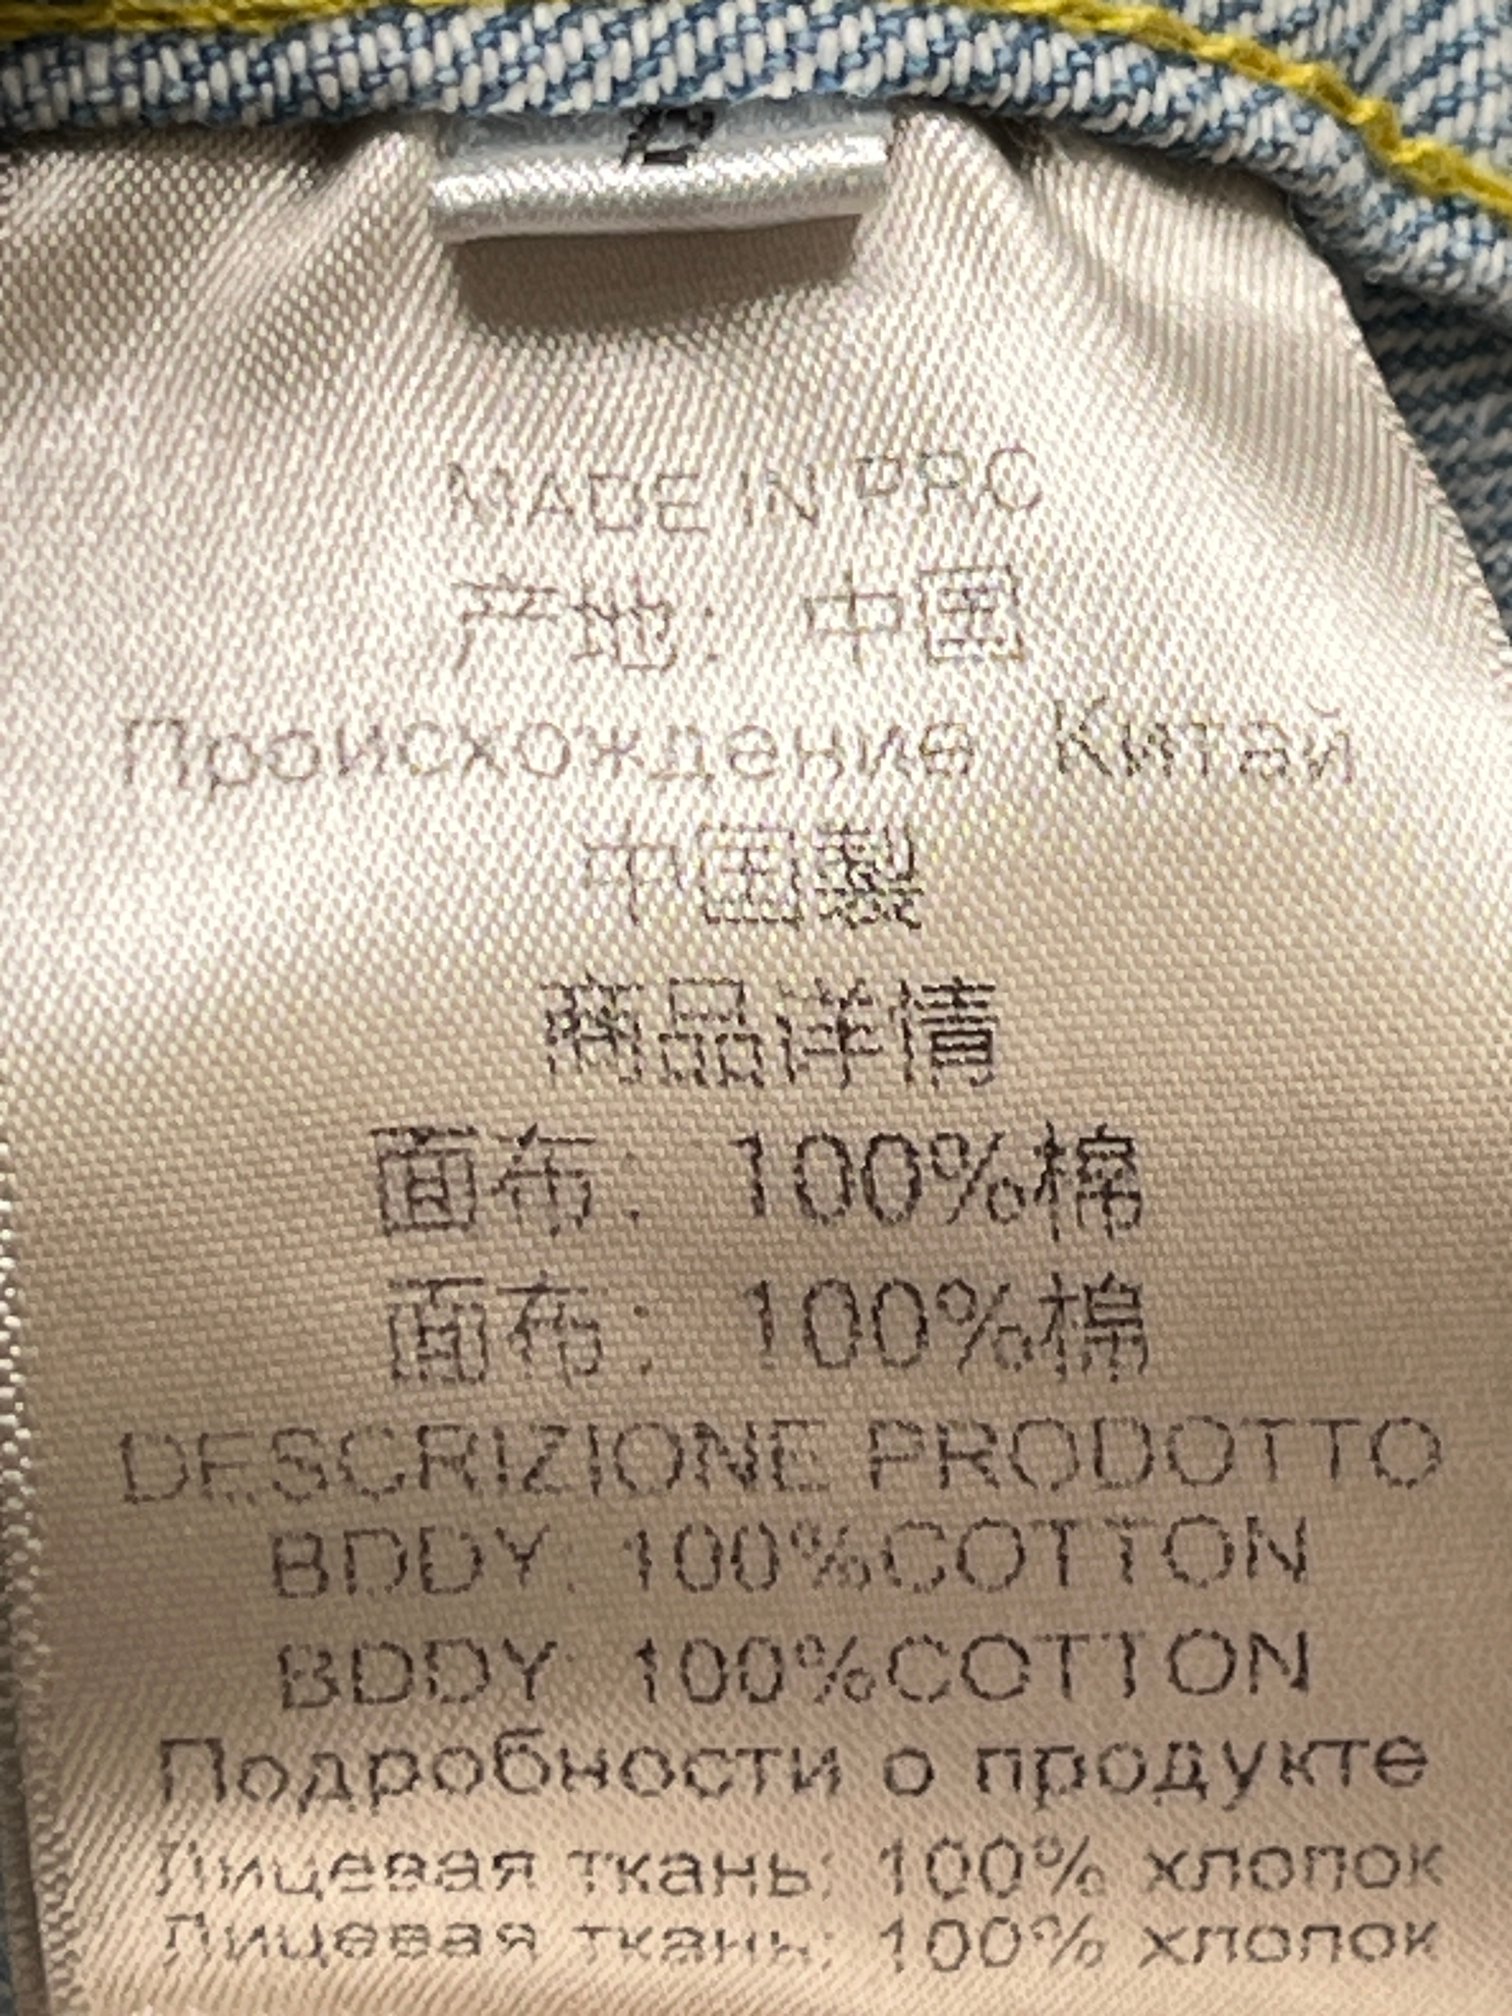 MADE IN PRC
产地: 中国
Происхождение Китай
中国製
商品详情
面布: 100%棉
面布: 100%棉
DESCRIZIONE PRODOTTO
BDDY: 100%COTTON
BDDY: 100%COTTON
Подробности о продукте
Лицевая ткань: 100% хлопок
Лицевая ткань: 100% хлопок